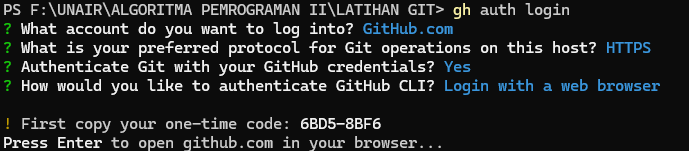 PS F:\UNAIR\ALGORITMA PEMROGRAMAN II\LATIHAN GIT> gh auth login
? What account do you want to log into? GitHub.com
? What is your preferred protocol for Git operations on this host? HTTPS
? Authenticate Git with your GitHub credentials? Yes
? How would you like to authenticate GitHub CLI? Login with a web browser

! First copy your one-time code: 6BD5-8BF6
Press Enter to open github.com in your browser...